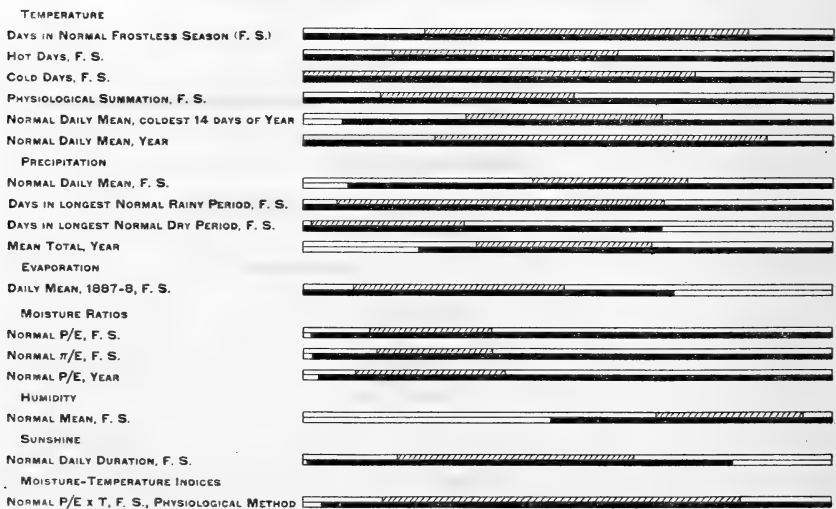 TEMPERATURE
DAYS IN NORMAL FROSTLESS SEASON (F. S.)
HOT DAYS, F. S.
COLD DAYS, F. S.
PHYSIOLOGICAL SUMMATION, F. S.
NORMAL DAILY MEAN, COLDEST 14 DAYS OF YEAR
NORMAL DAILY MEAN, YEAR
PRECIPITATION
NORMAL DAILY MEAN, F. S.
DAYS IN LONGEST NORMAL RAINY PERIOD, F. S.
DAYS IN LONGEST NORMAL DRY PERIOD, F. S.
MEAN TOTAL, YEAR
EVAPORATION
DAILY MEAN, 1887-8, F. S.
MOISTURE RATIOS
NORMAL P/E, F. S.
NORMAL π/E, F. S.
NORMAL P/E, YEAR
HUMIDITY
NORMAL MEAN, F. S.
SUNSHINE
NORMAL DAILY DURATION, F. S.
MOISTURE-TEMPERATURE INDICES
NORMAL P/E X T, F. S., PHYSIOLOGICAL METHOD